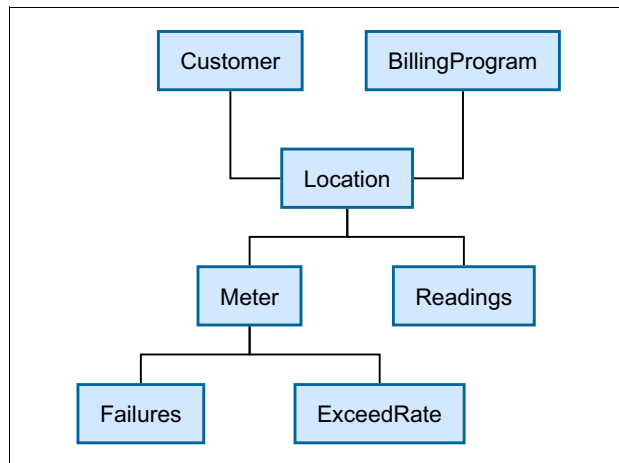 Customer
BillingProgram
Location
Meter
Readings
Failures
ExceedRate